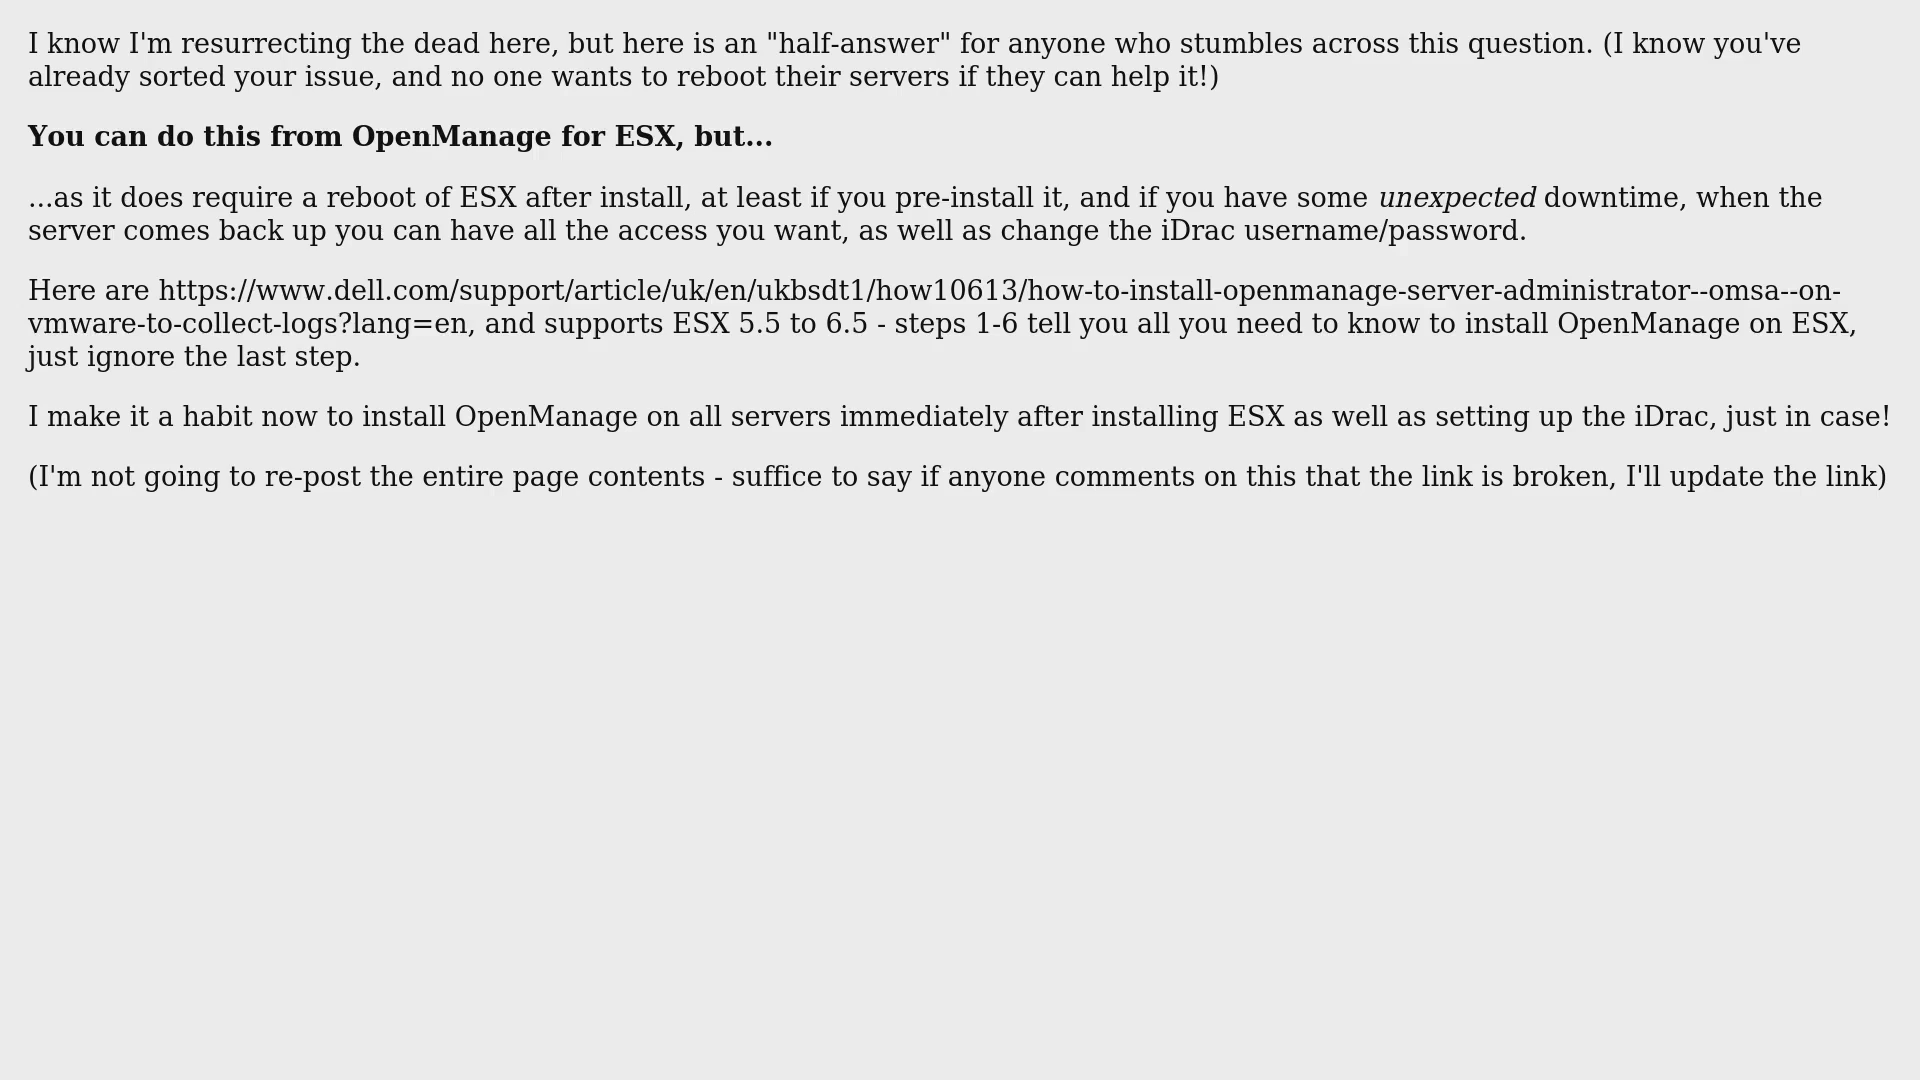 I know I'm resurrecting the dead here, but here is an "half-answer" for anyone who stumbles across this question. (I know you've
already sorted your issue, and no one wants to reboot their servers if they can help it!)
You can do this from OpenManage for ESX, but...
...as it does require a reboot of ESX after install, at least if you pre-install it, and if you have some unexpected downtime, when the
server comes back up you can have all the access you want, as well as change the iDrac username/password.
Here are https://www.dell.com/support/article/uk/en/ukbsdt1/how10613/how-to-install-openmanage-server-administrator--omsa--on-
vmware-to-collect-logs?lang=en, and supports ESX 5.5 to 6.5 - steps 1-6 tell you all you need to know to install OpenManage on ESX,
just ignore the last step.
I make it a habit now to install OpenManage on all servers immediately after installing ESX as well as setting up the iDrac, just in case!
(I'm not going to re-post the entire page contents - suffice to say if anyone comments on this that the link is broken, I'll update the link)